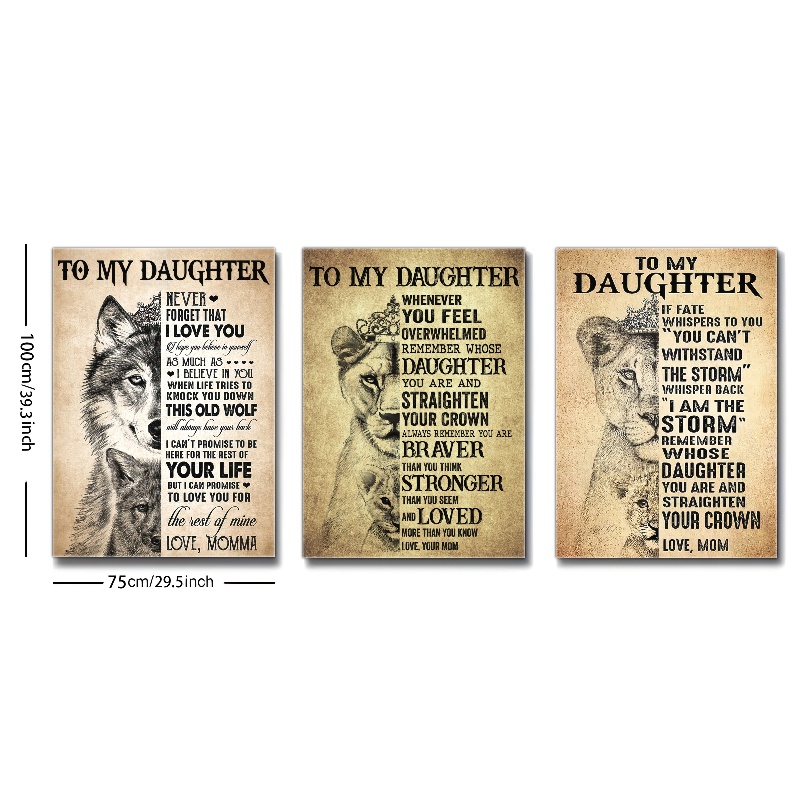 100cm/39.3inch
75cm/29.5inch
TO MY DAUGHTER
NEVER ♥
FORGET THAT
I LOVE YOU
I hope you believe in yourself
AS MUCH AS ♥♥♥♥
♥ I BELIEVE IN YOU
WHEN LIFE TRIES TO
KNOCK YOU DOWN
THIS OLD WOLF
will always have your back
I CAN'T PROMISE TO BE
HERE FOR THE REST OF
YOUR LIFE
BUT I CAN PROMISE ♥
TO LOVE YOU FOR
the rest of mine
LOVE, MOMMA
TO MY DAUGHTER
WHENEVER
YOU FEEL
OVERWHELMED
REMEMBER WHOSE
DAUGHTER
YOU ARE AND
STRAIGHTEN
YOUR CROWN
ALWAYS REMEMBER YOU ARE
BRAVER
THAN YOU THINK
STRONGER
THAN YOU SEEM
AND LOVED
MORE THAN YOU KNOW
LOVE, YOUR MOM
TO MY
DAUGHTER
IF FATE
WHISPERS TO YOU
"YOU CAN'T
WITHSTAND
THE STORM"
WHISPER BACK
"I AM THE
STORM"
REMEMBER
WHOSE
DAUGHTER
YOU ARE AND
STRAIGHTEN
YOUR CROWN
LOVE, MOM